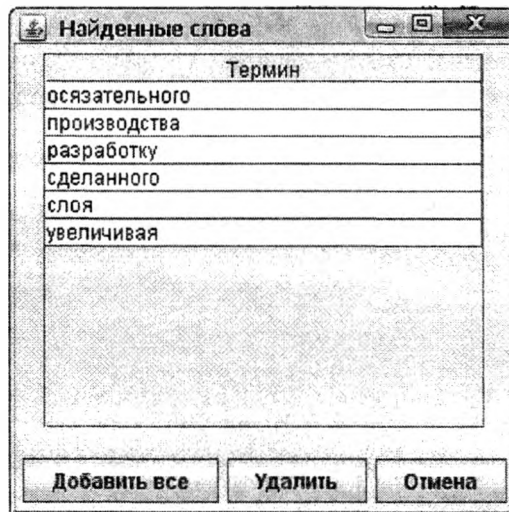 Найденные слова
Термин
осязательного
производства
разработку
сделанного
слоя
увеличивая
Добавить все Удалить Отмена